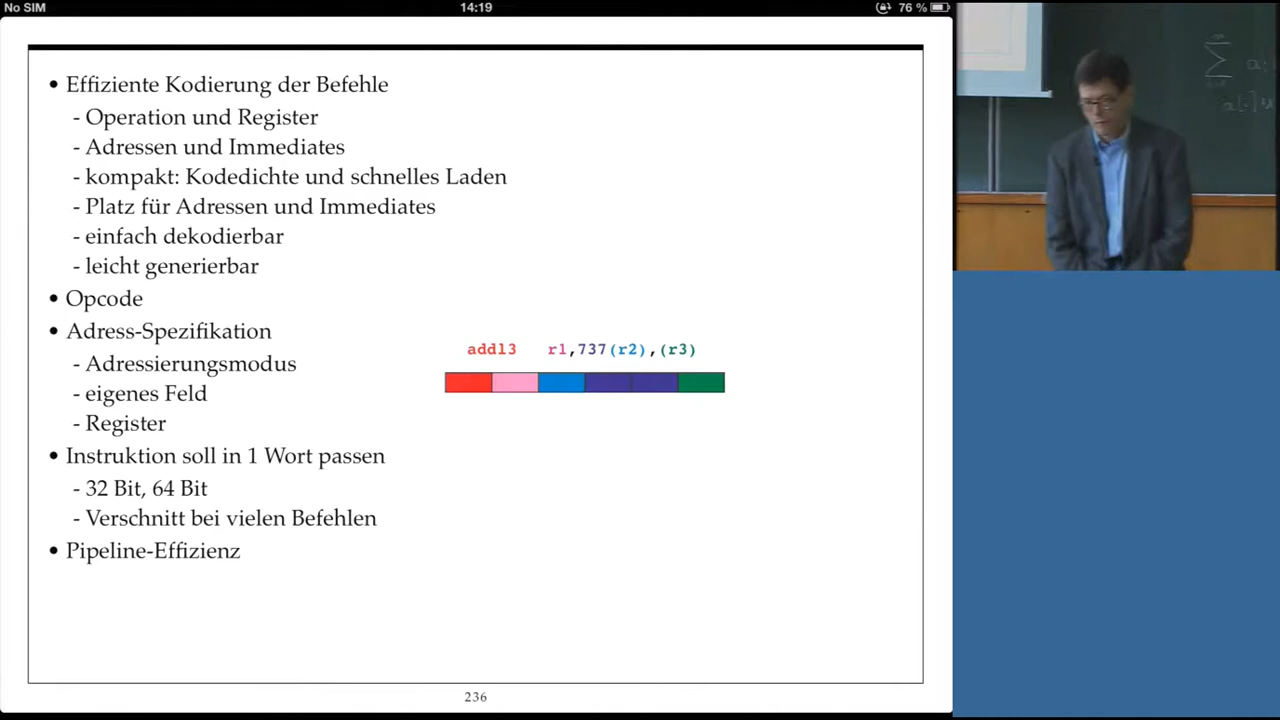 No SIM 14:19 76 %
• Effiziente Kodierung der Befehle
- Operation und Register
- Adressen und Immediates
- kompakt: Kodedichte und schnelles Laden
- Platz für Adressen und Immediates
- einfach dekodierbar
- leicht generierbar
• Opcode
• Adress-Spezifikation
- Adressierungsmodus
- eigenes Feld
- Register
addl3 r1,737(r2),(r3)
• Instruktion soll in 1 Wort passen
- 32 Bit, 64 Bit
- Verschnitt bei vielen Befehlen
• Pipeline-Effizienz
236